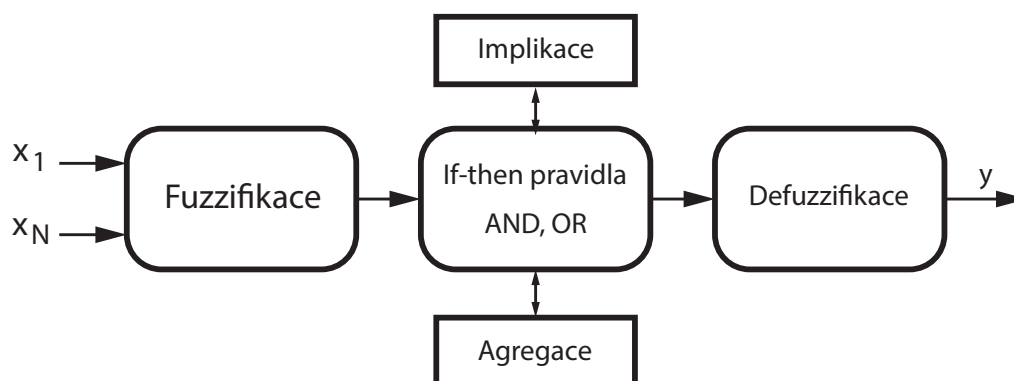 Implikace
x1
xN
Fuzzifikace
If-then pravidla
AND, OR
Defuzzifikace
y
Agregace